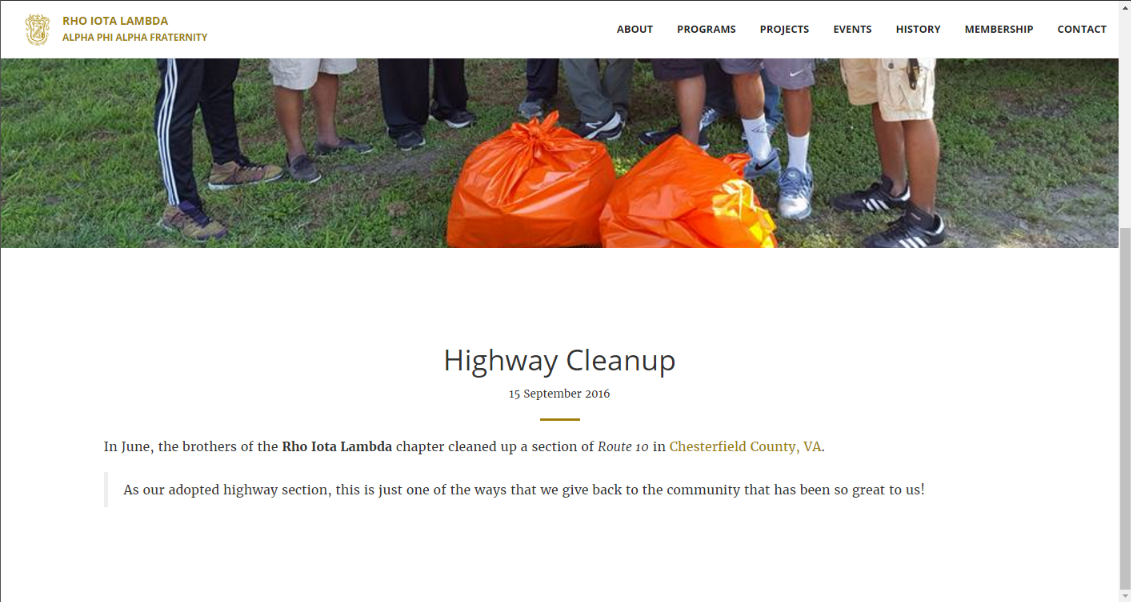 RHO IOTA LAMBDA
ALPHA PHI ALPHA FRATERNITY
ABOUT PROGRAMS PROJECTS EVENTS HISTORY MEMBERSHIP CONTACT
Highway Cleanup
15 September 2016
In June, the brothers of the Rho Iota Lambda chapter cleaned up a section of Route 10 in Chesterfield County, VA.
As our adopted highway section, this is just one of the ways that we give back to the community that has been so great to us!